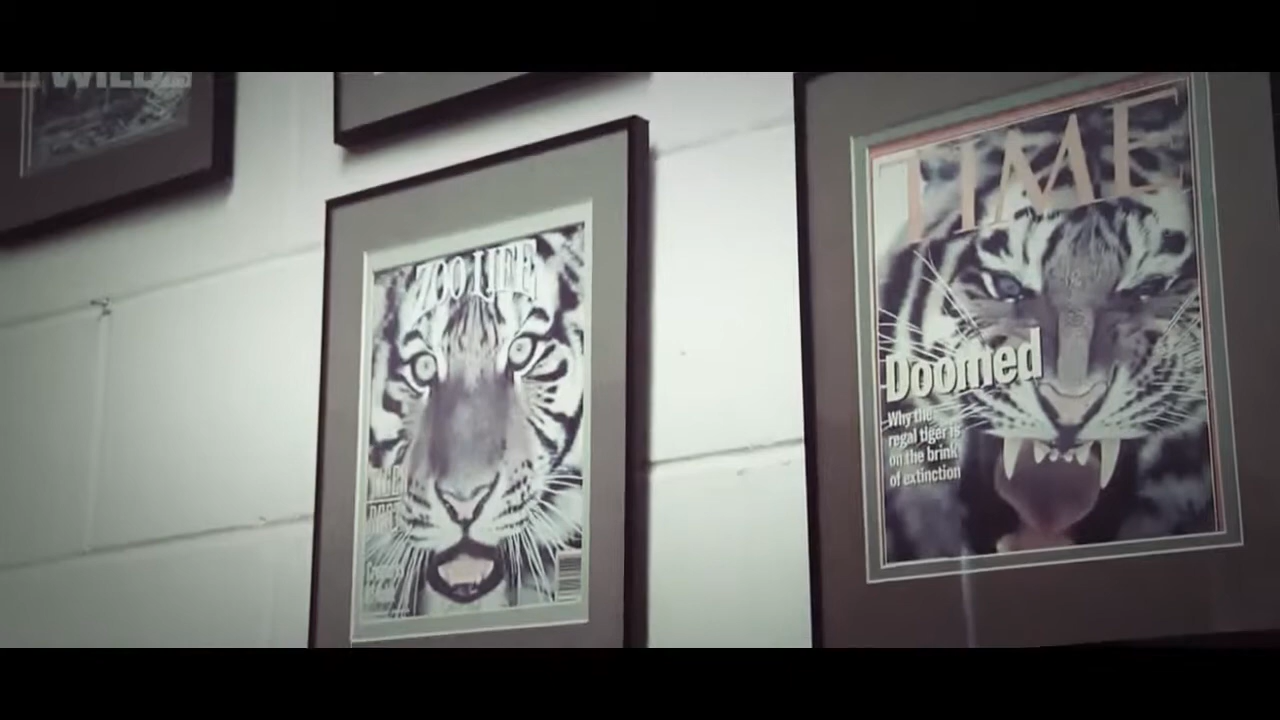 WILD
ZOO LIFE
TIME
Doomed
Why the
regal tiger is
on the brink
of extinction